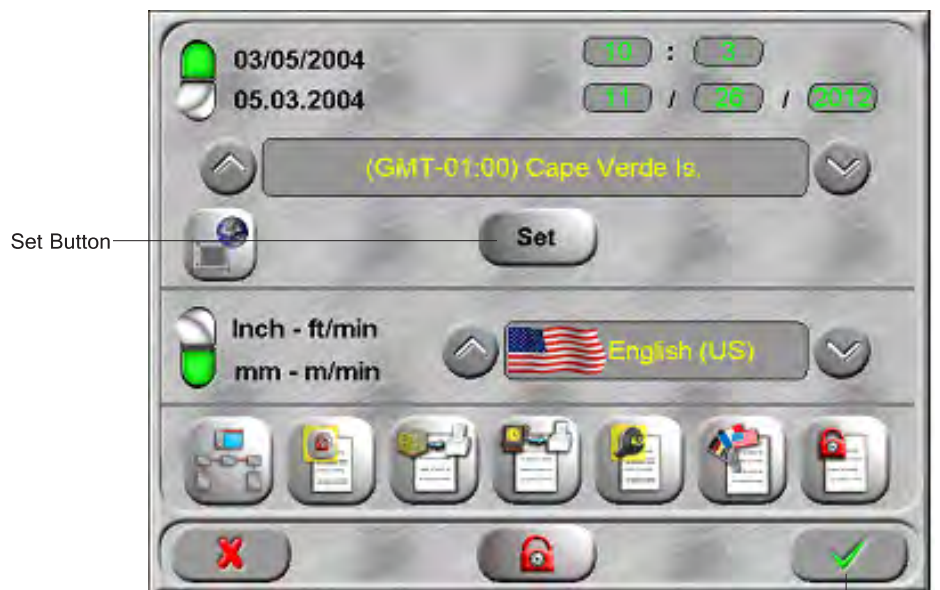 03/05/2004
10 : 3
05.03.2004
11 / 26 / 2012
(GMT-01:00) Cape Verde Is.
Set Button
Set
Inch - ft/min
English (US)
mm - m/min